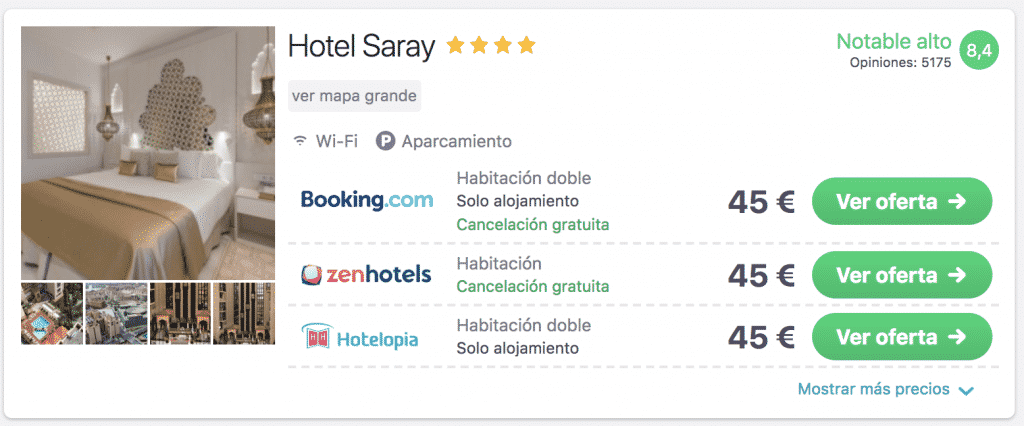 Hotel Saray
Notable alto
Opiniones: 5175
8,4
ver mapa grande
Wi-Fi
P Aparcamiento
Booking.com
Habitación doble
Solo alojamiento
Cancelación gratuita
45 €
Ver oferta →
zenhotels
Habitación
Cancelación gratuita
45 €
Ver oferta →
Hotelopia
Habitación doble
Solo alojamiento
45 €
Ver oferta →
Mostrar más precios